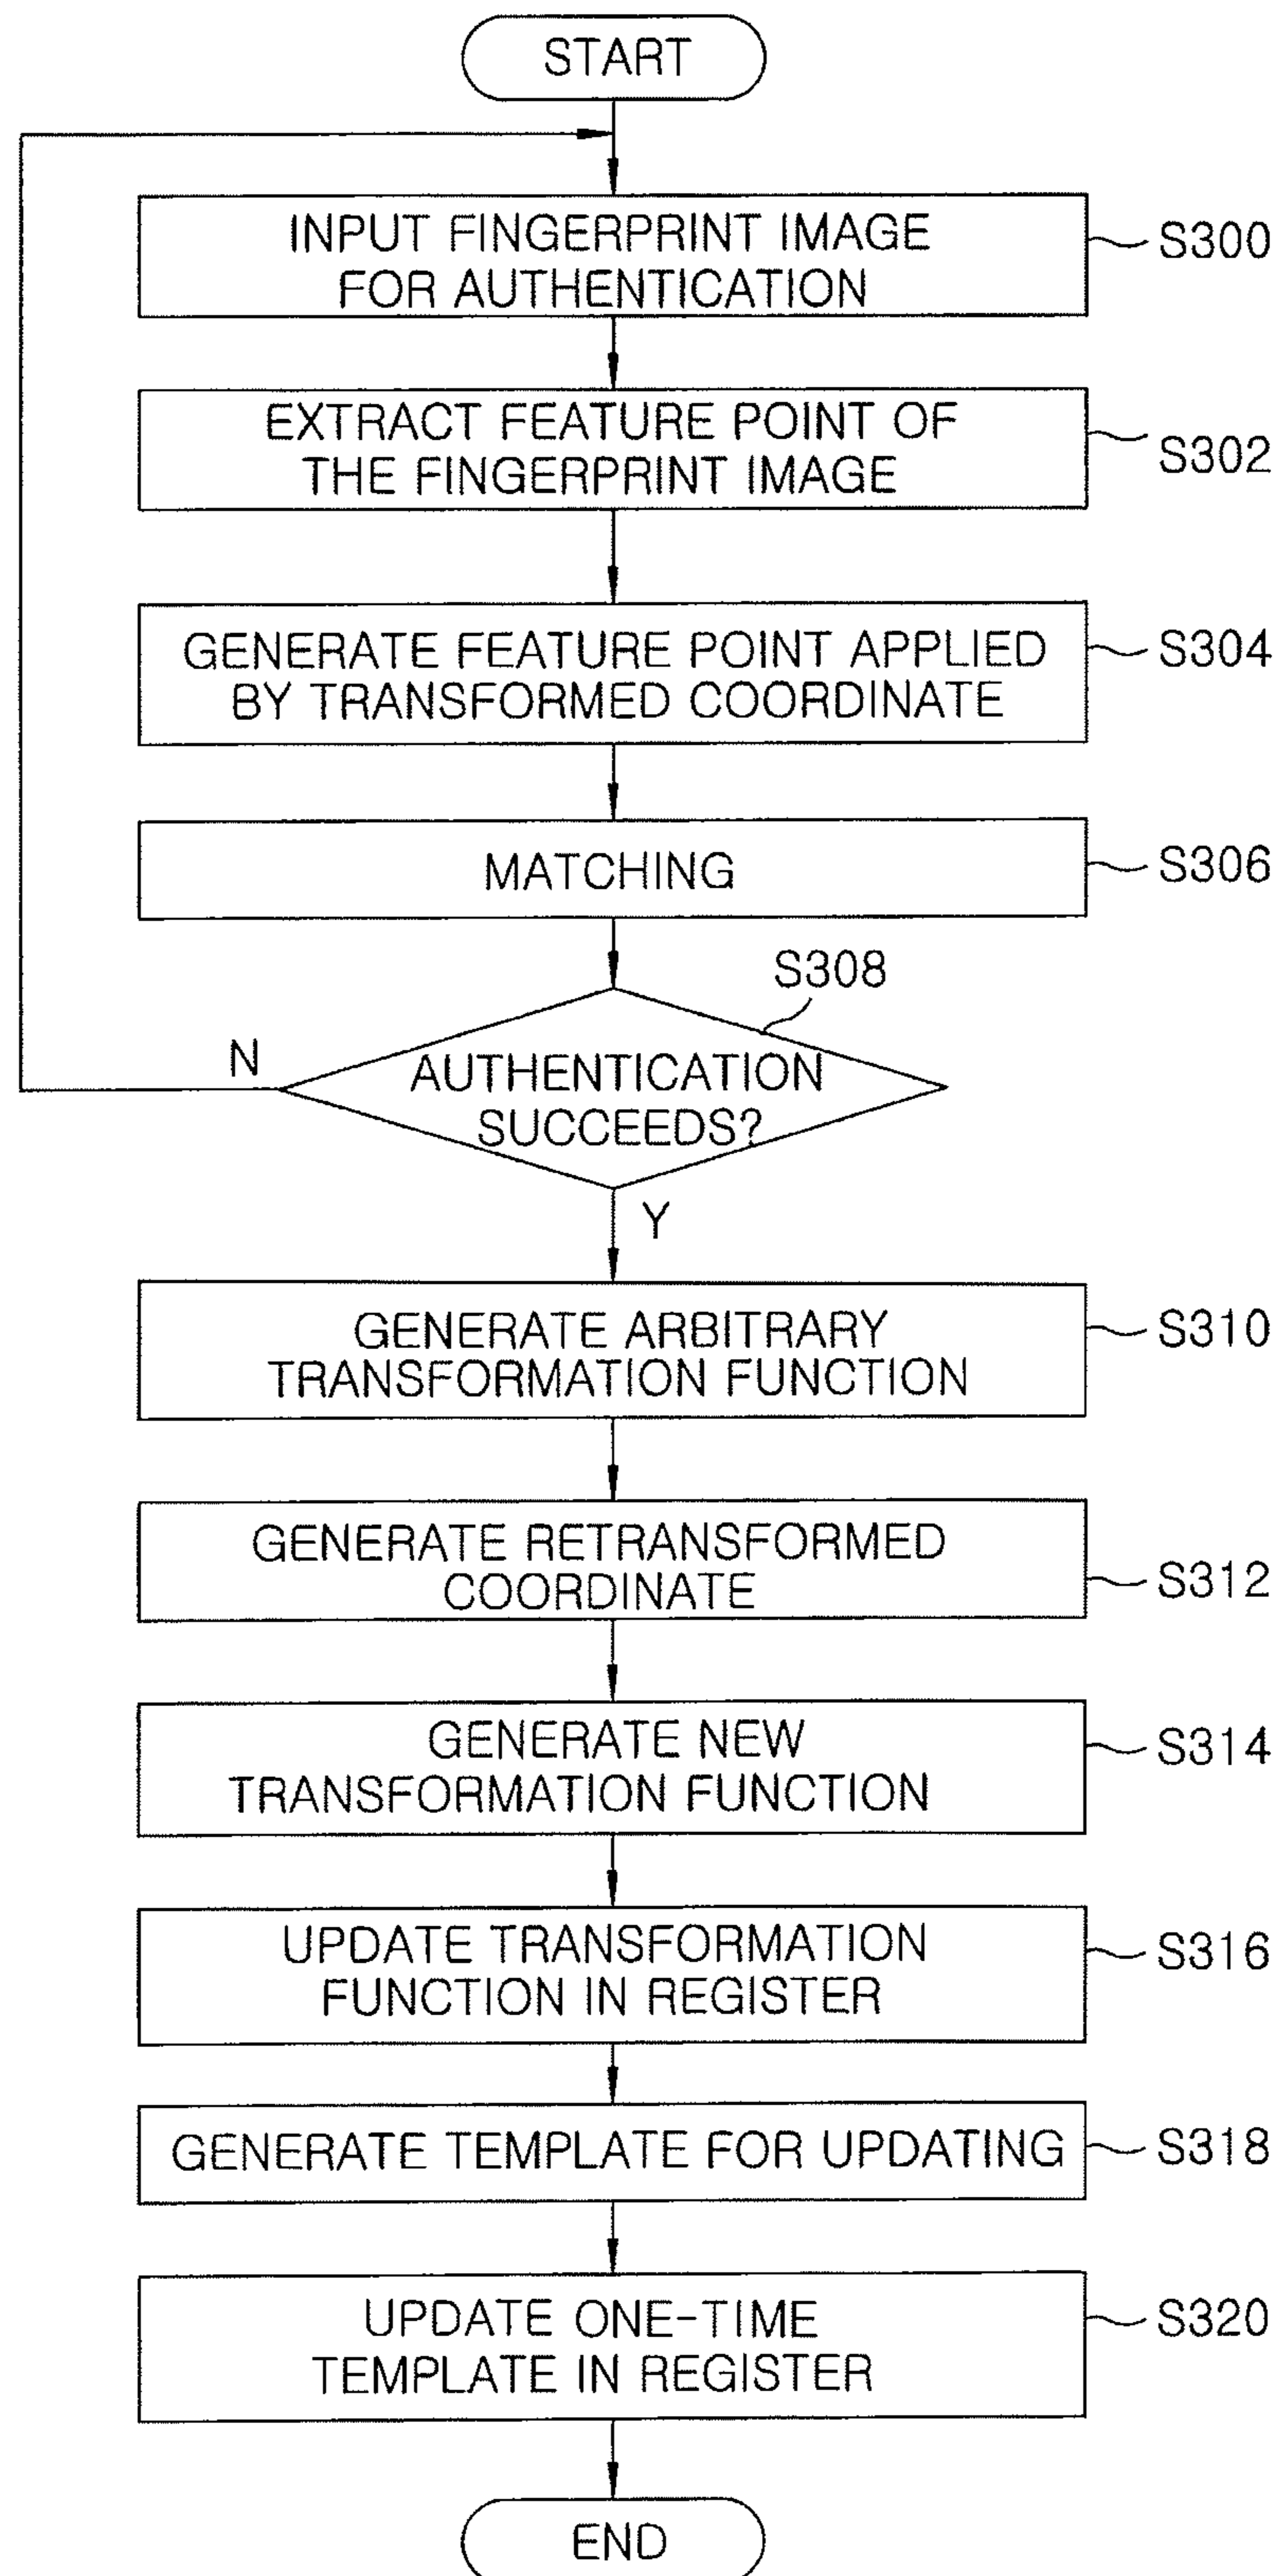 START
INPUT FINGERPRINT IMAGE
FOR AUTHENTICATION
S300
EXTRACT FEATURE POINT OF
THE FINGERPRINT IMAGE
S302
GENERATE FEATURE POINT APPLIED
BY TRANSFORMED COORDINATE
S304
MATCHING
S306
S308
N
AUTHENTICATION
SUCCEEDS?
Y
GENERATE ARBITRARY
TRANSFORMATION FUNCTION
S310
GENERATE RETRANSFORMED
COORDINATE
S312
GENERATE NEW
TRANSFORMATION FUNCTION
S314
UPDATE TRANSFORMATION
FUNCTION IN REGISTER
S316
GENERATE TEMPLATE FOR UPDATING
S318
UPDATE ONE-TIME
TEMPLATE IN REGISTER
S320
END